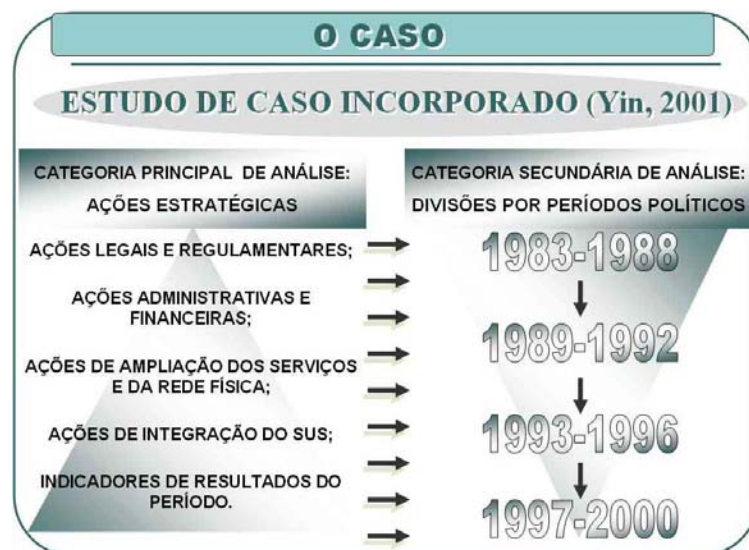 O CASO
ESTUDO DE CASO INCORPORADO (Yin, 2001)
CATEGORIA PRINCIPAL DE ANÁLISE:
AÇÕES ESTRATÉGICAS
AÇÕES LEGAIS E REGULAMENTARES;
AÇÕES ADMINISTRATIVAS E
FINANCEIRAS;
AÇÕES DE AMPLIAÇÃO DOS SERVIÇOS
E DA REDE FÍSICA;
AÇÕES DE INTEGRAÇÃO DO SUS;
INDICADORES DE RESULTADOS DO
PERÍODO.
CATEGORIA SECUNDÁRIA DE ANÁLISE:
DIVISÕES POR PERÍODOS POLÍTICOS
1983-1988
1989-1992
1993-1996
1997-2000